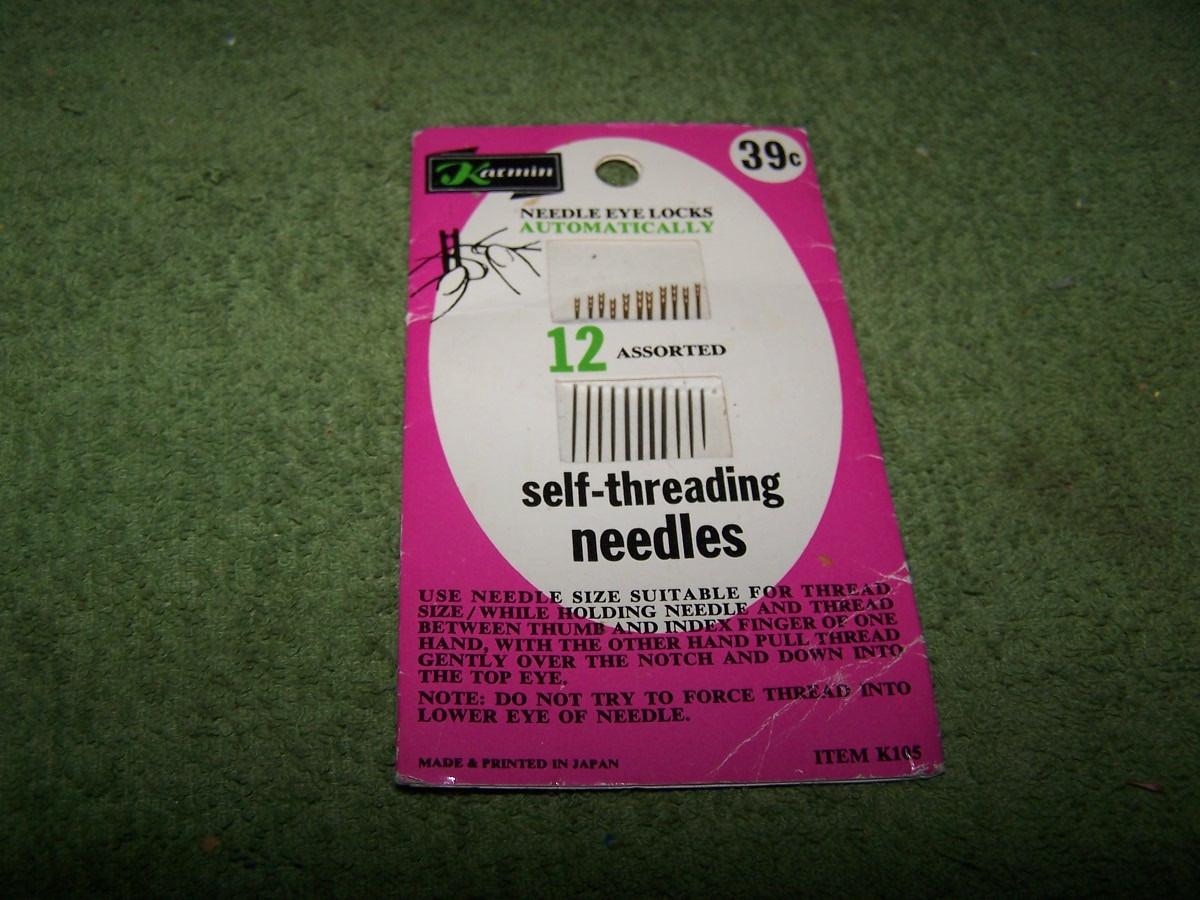 Karmin
39c
NEEDLE EYE LOCKS
AUTOMATICALLY
12 ASSORTED
self-threading
needles
USE NEEDLE SIZE SUITABLE FOR THREAD
SIZE/WHILE HOLDING NEEDLE AND THREAD
BETWEEN THUMB AND INDEX FINGER OF ONE
HAND, WITH THE OTHER HAND PULL THREAD
GENTLY OVER THE NOTCH AND DOWN INTO
THE TOP EYE.
NOTE: DO NOT TRY TO FORCE THREAD INTO
LOWER EYE OF NEEDLE.
MADE & PRINTED IN JAPAN
ITEM K105